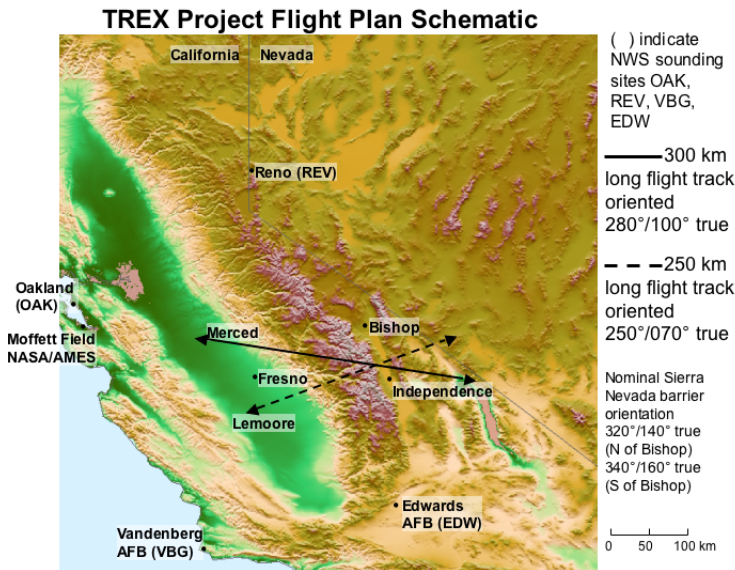 TREX Project Flight Plan Schematic
California Nevada
Reno (REV)
Oakland
(OAK)
Moffett Field
NASA/AMES
Merced
Bishop
Fresno
Independence
Lemoore
Edwards
AFB (EDW)
Vandenberg
AFB (VBG)
( ) indicate
NWS sounding
sites OAK,
REV, VBG,
EDW
300 km
long flight track
oriented
280°/100° true
250 km
long flight track
oriented
250°/070° true
Nominal Sierra
Nevada barrier
orientation
320°/140° true
(N of Bishop)
340°/160° true
(S of Bishop)
0 50 100 km